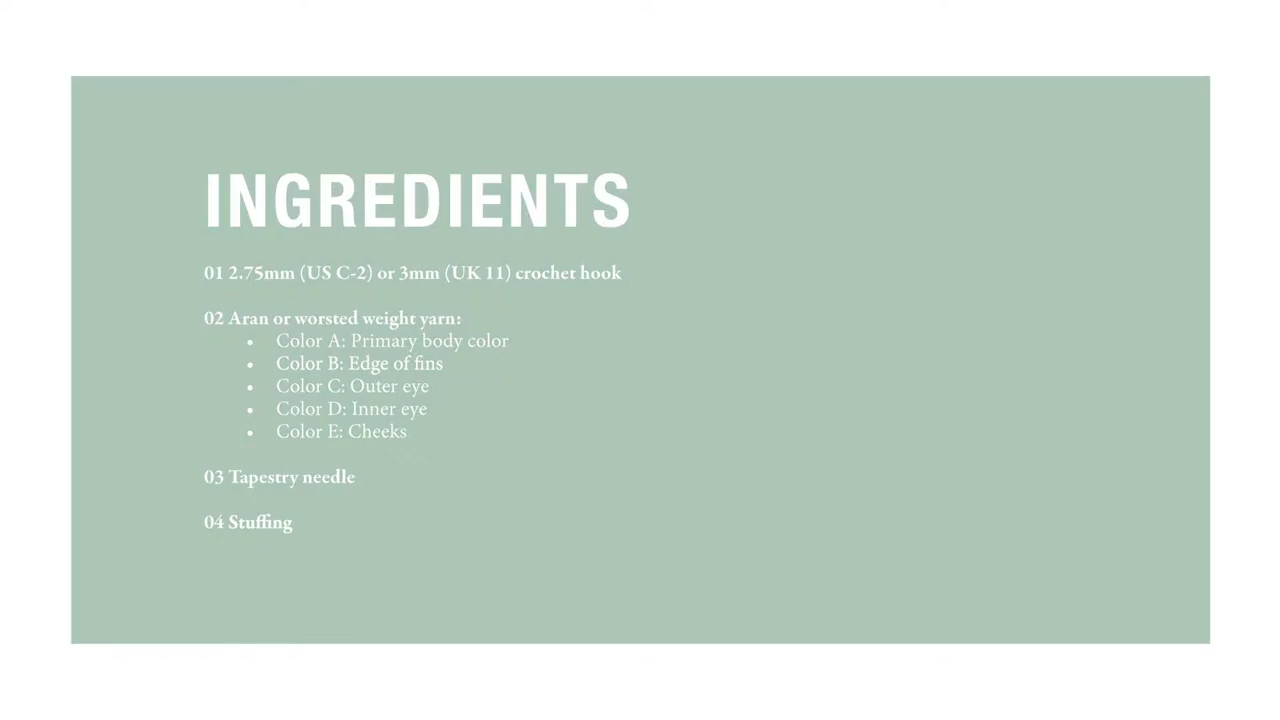 INGREDIENTS
01 2.75mm (US C-2) or 3mm (UK 11) crochet hook
02 Aran or worsted weight yarn:
• Color A: Primary body color
• Color B: Edge of fins
• Color C: Outer eye
• Color D: Inner eye
• Color E: Cheeks
03 Tapestry needle
04 Stuffing